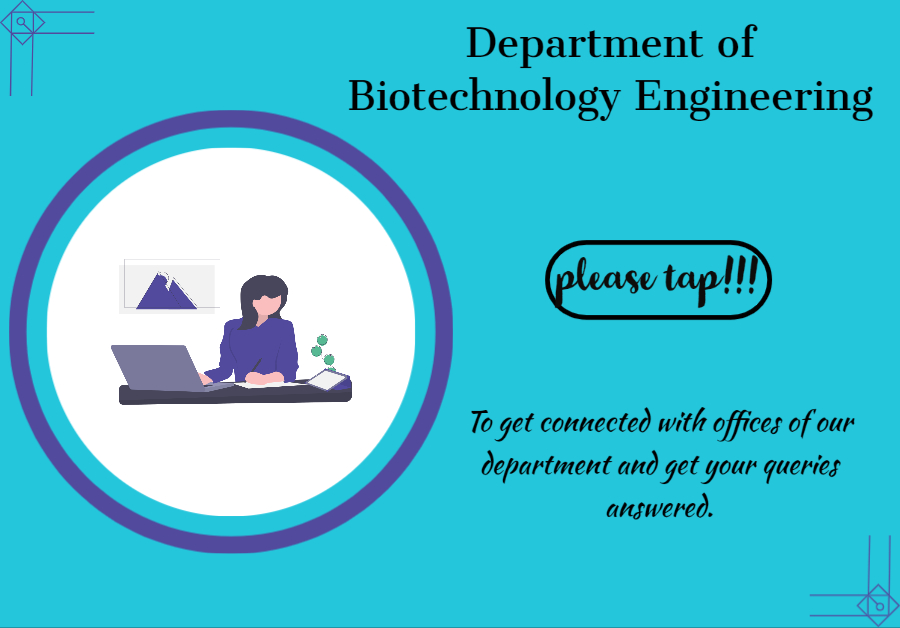 Department of
Biotechnology Engineering
please tap!!!
To get connected with offices of our
department and get your queries
answered.